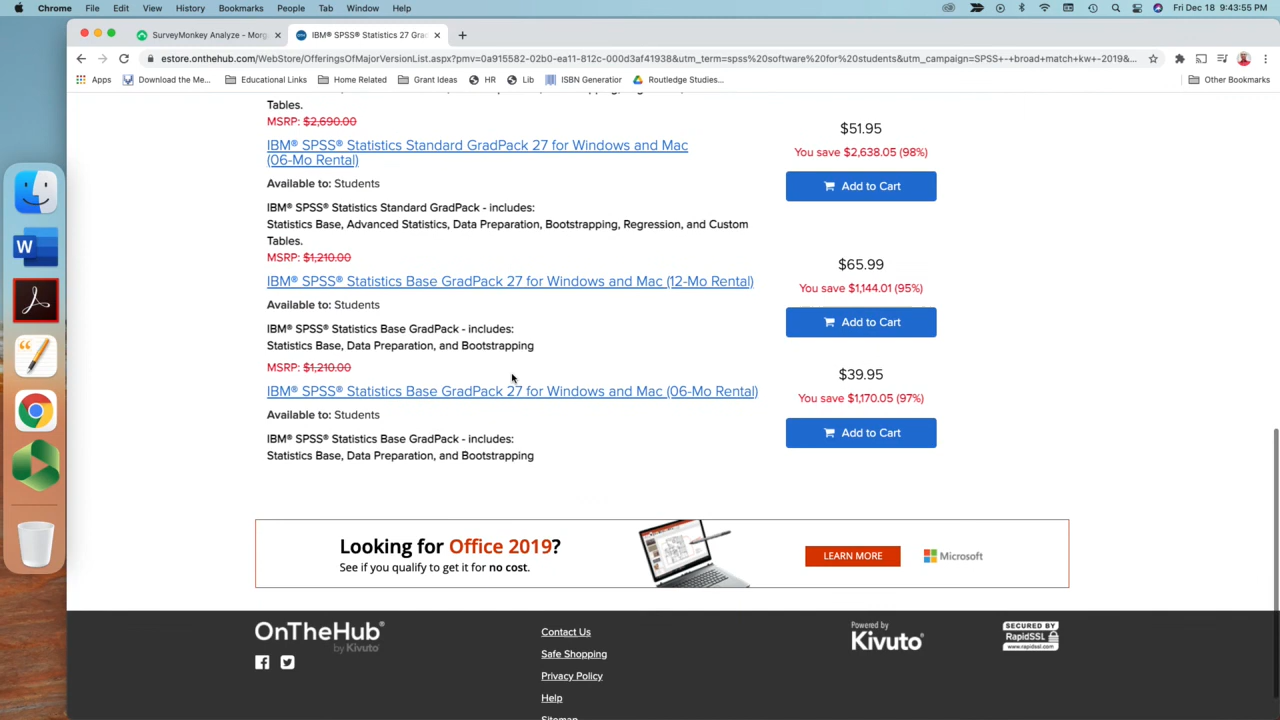 Chrome File Edit View History Bookmarks People Tab Window Help
Fri Dec 18 9:43:55 PM
SurveyMonkey Analyze - Morg
IBM® SPSS® Statistics 27 Grad
estore.onthehub.com/WebStore/OfferingsOfMajorVersionList.aspx?pmv=0a915582-02b0-ea11-812c-000d3af41938&utm_term=spss%20software%20for%20students&utm_campaign=SPSS+-+broad+match+kw+-2019&...
Apps
Download the Me...
Educational Links
Home Related
Grant Ideas
HR
Lib
ISBN Generatior
Routledge Studies...
Other Bookmarks
Tables.
MSRP: $2,690.00
$51.95
IBM® SPSS® Statistics Standard GradPack 27 for Windows and Mac
(06-Mo Rental)
You save $2,638.05 (98%)
Available to: Students
Add to Cart
IBM® SPSS® Statistics Standard GradPack - includes:
Statistics Base, Advanced Statistics, Data Preparation, Bootstrapping, Regression, and Custom
Tables.
MSRP: $1,210.00
$65.99
IBM® SPSS® Statistics Base GradPack 27 for Windows and Mac (12-Mo Rental)
You save $1,144.01 (95%)
Available to: Students
Add to Cart
IBM® SPSS® Statistics Base GradPack - includes:
Statistics Base, Data Preparation, and Bootstrapping
MSRP: $1,210.00
$39.95
IBM® SPSS® Statistics Base GradPack 27 for Windows and Mac (06-Mo Rental)
You save $1,170.05 (97%)
Available to: Students
Add to Cart
IBM® SPSS® Statistics Base GradPack - includes:
Statistics Base, Data Preparation, and Bootstrapping
Looking for Office 2019?
See if you qualify to get it for no cost.
LEARN MORE
Microsoft
OnTheHub®
by Kivuto
Contact Us
Safe Shopping
Privacy Policy
Help
Sitemap
Powered by
Kivuto®
SECURED BY
RapidSSL
www.rapidssl.com
W